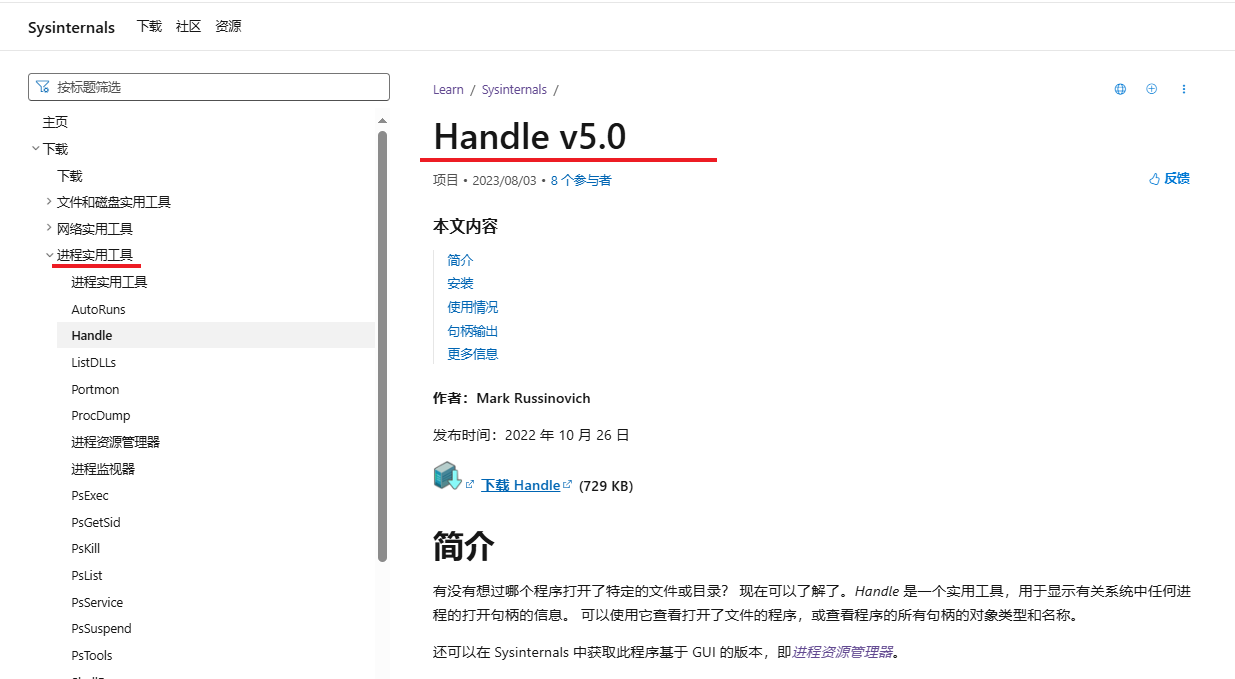 Sysinternals 下载 社区 资源
按标题筛选
主页
下载
下载
文件和磁盘实用工具
网络实用工具
进程实用工具
进程实用工具
AutoRuns
Handle
ListDLLs
Portmon
ProcDump
进程资源管理器
进程监视器
PsExec
PsGetSid
PsKill
PsList
PsService
PsSuspend
PsTools
Learn / Sysinternals /
Handle v5.0
项目 • 2023/08/03 • 8 个参与者
反馈
本文内容
简介
安装
使用情况
句柄输出
更多信息
作者：Mark Russinovich
发布时间：2022 年 10 月 26 日
下载 Handle (729 KB)
简介
有没有想过哪个程序打开了特定的文件或目录？ 现在可以了解了。Handle 是一个实用工具，用于显示有关系统中任何进
程的打开句柄的信息。 可以使用它查看打开了文件的程序，或查看程序的所有句柄的对象类型和名称。
还可以在 Sysinternals 中获取此程序基于 GUI 的版本，即进程资源管理器。